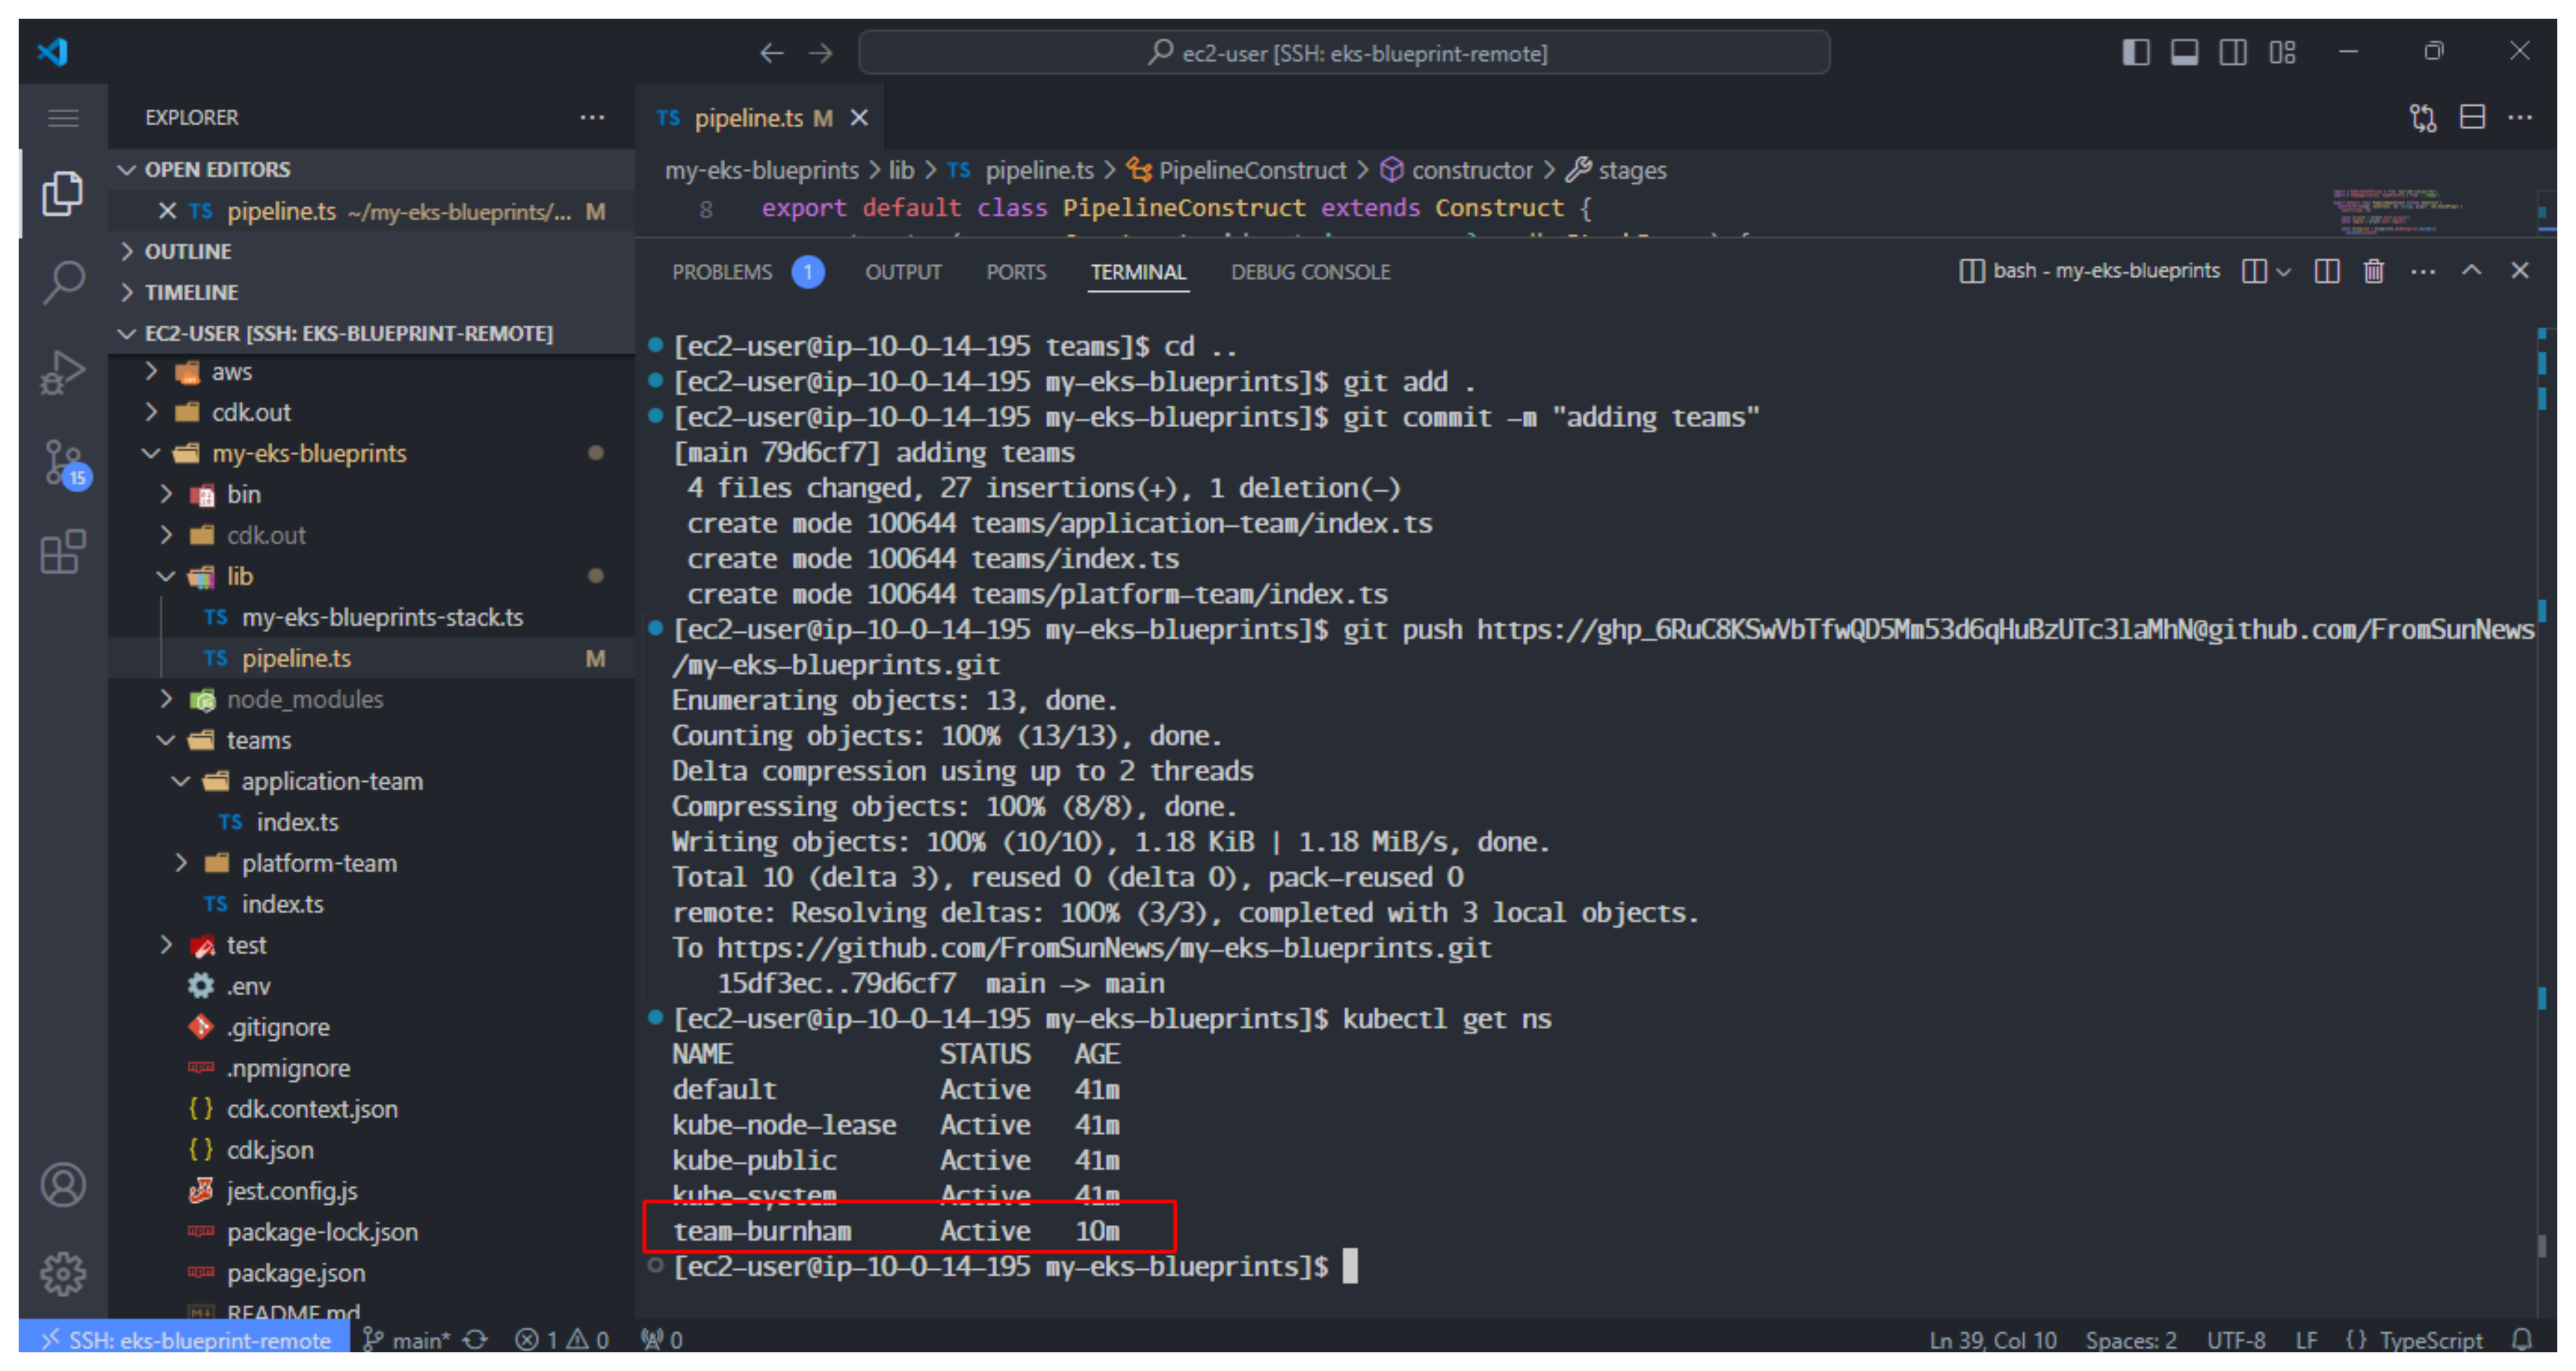 ec2-user [SSH: eks-blueprint-remote]
EXPLORER
OPEN EDITORS
pipeline.ts ~/my-eks-blueprints/... M
OUTLINE
TIMELINE
EC2-USER [SSH: EKS-BLUEPRINT-REMOTE]
aws
cdk.out
my-eks-blueprints
bin
cdk.out
lib
TS my-eks-blueprints-stack.ts
TS pipeline.ts M
node_modules
teams
application-team
TS index.ts
platform-team
TS index.ts
test
.env
.gitignore
.npmignore
{} cdk.context.json
{} cdk.json
jest.config.js
package-lock.json
package.json
README.md
15
TS pipeline.ts M
my-eks-blueprints > lib > TS pipeline.ts > PipelineConstruct > constructor > stages
8 export default class PipelineConstruct extends Construct {
PROBLEMS 1 OUTPUT PORTS TERMINAL DEBUG CONSOLE
bash - my-eks-blueprints
[ec2-user@ip-10-0-14-195 teams]$ cd ..
[ec2-user@ip-10-0-14-195 my-eks-blueprints]$ git add .
[ec2-user@ip-10-0-14-195 my-eks-blueprints]$ git commit -m "adding teams"
[main 79d6cf7] adding teams
4 files changed, 27 insertions(+), 1 deletion(-)
create mode 100644 teams/application-team/index.ts
create mode 100644 teams/index.ts
create mode 100644 teams/platform-team/index.ts
[ec2-user@ip-10-0-14-195 my-eks-blueprints]$ git push https://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@github.com/FromSunNews
/my-eks-blueprints.git
Enumerating objects: 13, done.
Counting objects: 100% (13/13), done.
Delta compression using up to 2 threads
Compressing objects: 100% (8/8), done.
Writing objects: 100% (10/10), 1.18 KiB | 1.18 MiB/s, done.
Total 10 (delta 3), reused 0 (delta 0), pack-reused 0
remote: Resolving deltas: 100% (3/3), completed with 3 local objects.
To https://github.com/FromSunNews/my-eks-blueprints.git
15df3ec..79d6cf7 main -> main
[ec2-user@ip-10-0-14-195 my-eks-blueprints]$ kubectl get ns
NAME STATUS AGE
default Active 41m
kube-node-lease Active 41m
kube-public Active 41m
kube-system Active 41m
team-burnham Active 10m
[ec2-user@ip-10-0-14-195 my-eks-blueprints]$
SSH: eks-blueprint-remote main* 1 0 0 Ln 39, Col 10 Spaces: 2 UTF-8 LF {} TypeScript